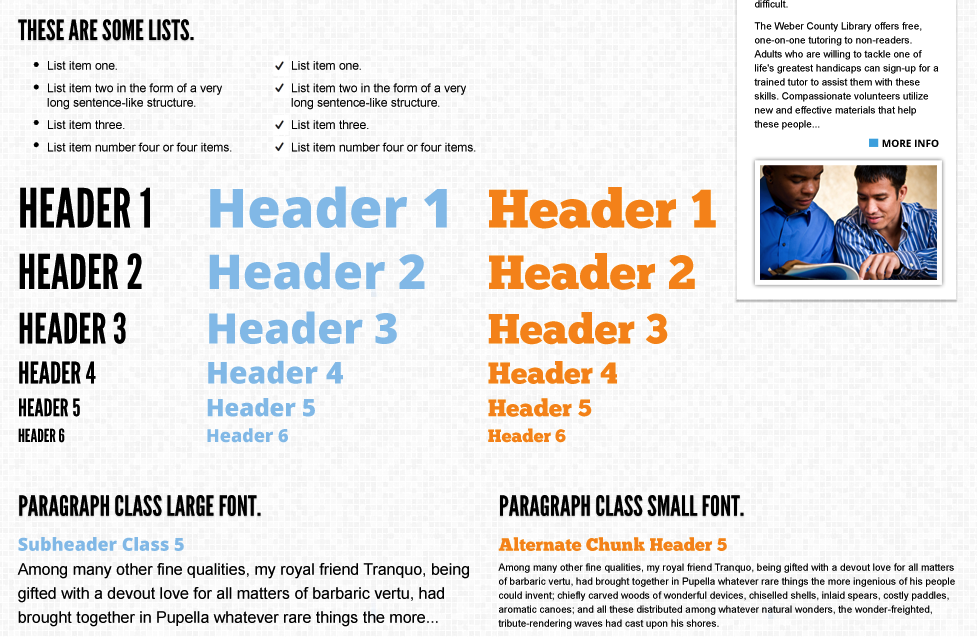 THESE ARE SOME LISTS.
List item one.
List item two in the form of a very
long sentence-like structure.
List item three.
List item number four or four items.
List item one.
List item two in the form of a very
long sentence-like structure.
List item three.
List item number four or four items.
difficult.
The Weber County Library offers free,
one-on-one tutoring to non-readers.
Adults who are willing to tackle one of
life's greatest handicaps can sign-up for a
trained tutor to assist them with these
skills. Compassionate volunteers utilize
new and effective materials that help
these people...
MORE INFO
HEADER 1
HEADER 2
HEADER 3
HEADER 4
HEADER 5
HEADER 6
Header 1
Header 2
Header 3
Header 4
Header 5
Header 6
Header 1
Header 2
Header 3
Header 4
Header 5
Header 6
PARAGRAPH CLASS LARGE FONT.
Subheader Class 5
Among many other fine qualities, my royal friend Tranquo, being
gifted with a devout love for all matters of barbaric vertu, had
brought together in Pupella whatever rare things the more...
PARAGRAPH CLASS SMALL FONT.
Alternate Chunk Header 5
Among many other fine qualities, my royal friend Tranquo, being gifted with a devout love for all matters
of barbaric vertu, had brought together in Pupella whatever rare things the more ingenious of his people
could invent; chiefly carved woods of wonderful devices, chiselled shells, inlaid spears, costly paddles,
aromatic canoes; and all these distributed among whatever natural wonders, the wonder-freighted,
tribute-rendering waves had cast upon his shores.